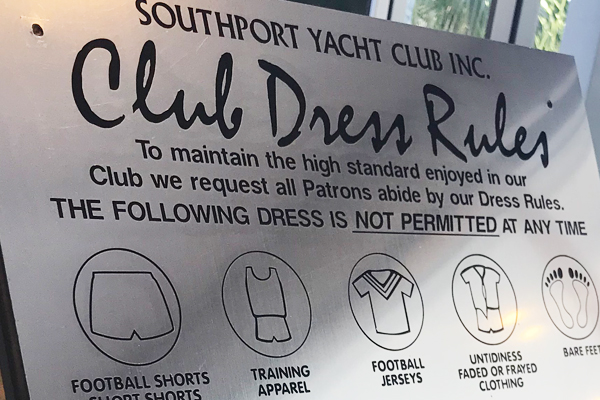 SOUTHPORT YACHT CLUB INC.
Club Dress Rules
To maintain the high standard enjoyed in our
Club we request all Patrons abide by our Dress Rules.
THE FOLLOWING DRESS IS NOT PERMITTED AT ANY TIME
FOOTBALL SHORTS
SHORT SHORTS
TRAINING
APPAREL
FOOTBALL
JERSEYS
UNTIDINESS
FADED OR FRAYED
CLOTHING
BARE FEET